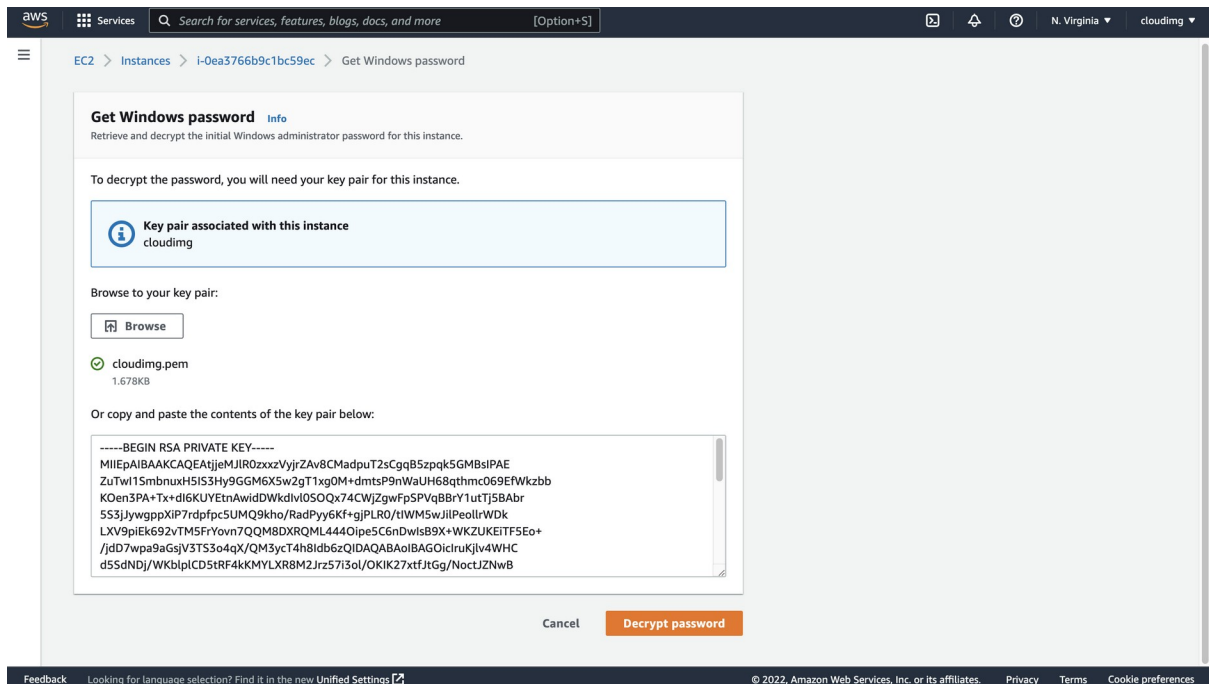 aws
Services
Search for services, features, blogs, docs, and more
[Option+S]
N. Virginia
cloudimg
EC2 > Instances > i-0ea3766b9c1bc59ec > Get Windows password
Get Windows password Info
Retrieve and decrypt the initial Windows administrator password for this instance.
To decrypt the password, you will need your key pair for this instance.
Key pair associated with this instance
cloudimg
Browse to your key pair:
Browse
cloudimg.pem
1.678KB
Or copy and paste the contents of the key pair below:
-----BEGIN RSA PRIVATE KEY-----
MIIEpAIBAAKCAQEAtjjeMJlR0zxxzVyjrZAv8CMadpuT2sCgqB5zpqk5GMBsIPAE
ZuTwI1SmbnuxH5IS3Hy9GGM6X5w2gT1xg0M+dmtsP9nWaUH68qthmc069EfWkzbb
KOen3PA+Tx+dI6KUYEtnAwidDWkdIvl0SOQx74CWjZgwFpSPVqBBrY1utTj5BAbr
5S3jJywgppXiP7rdpfpc5UMQ9kho/RadPyy6Kf+gjPLR0/tIWM5wJilPeollrWDk
LXV9piEk692vTM5FrYovn7QQM8DXRQML444Oipe5C6nDwIsB9X+WKZUKEiTF5Eo+
/jdD7wpa9aGsjV3TS3o4qX/QM3ycT4h8Idb6zQIDAQABAoIBAGOicIruKjlv4WHC
d5SdNDj/WKblplCD5tRF4kKMYLXR8M2Jrz57i3ol/OKIK27xtfJtGg/NoctJZNwB
Cancel
Decrypt password
Feedback
Looking for language selection? Find it in the new Unified Settings
© 2022, Amazon Web Services, Inc. or its affiliates.
Privacy
Terms
Cookie preferences